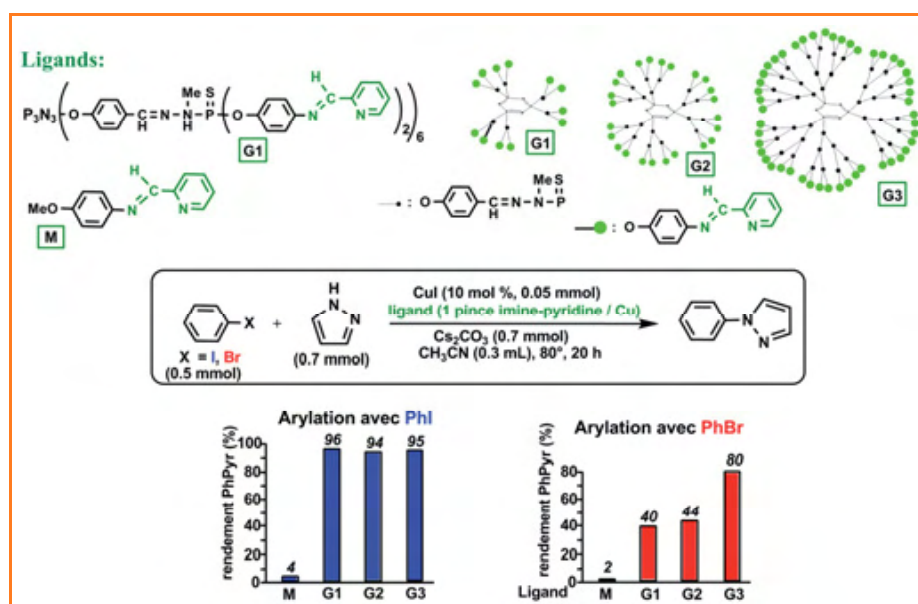 Ligands:
P3N3
O
C=N-N-P
H
H
Me
S
O
N
H
N
2
6
G1
G1
G2
G3
MeO
N
H
N
M
: O
C=N-N-P
H
MeS
: O
N
H
N
X
X = I, Br
(0.5 mmol)
+
H
N
N
(0.7 mmol)
CuI (10 mol %, 0.05 mmol)
ligand (1 pince imine-pyridine / Cu)
Cs2CO3 (0.7 mmol)
CH3CN (0.3 mL), 80°, 20 h
N
N
Arylation avec PhI
rendement PhPyr (%)
100
80
60
40
20
0
4
96
94
95
M G1 G2 G3
Arylation avec PhBr
rendement PhPyr (%)
80
60
40
20
0
2
40
44
80
Ligand M G1 G2 G3